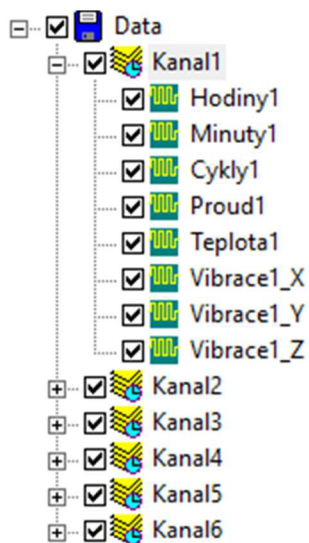 Data
Kanal1
Hodiny1
Minuty1
Cykly1
Proud1
Teplota1
Vibrace1_X
Vibrace1_Y
Vibrace1_Z
Kanal2
Kanal3
Kanal4
Kanal5
Kanal6